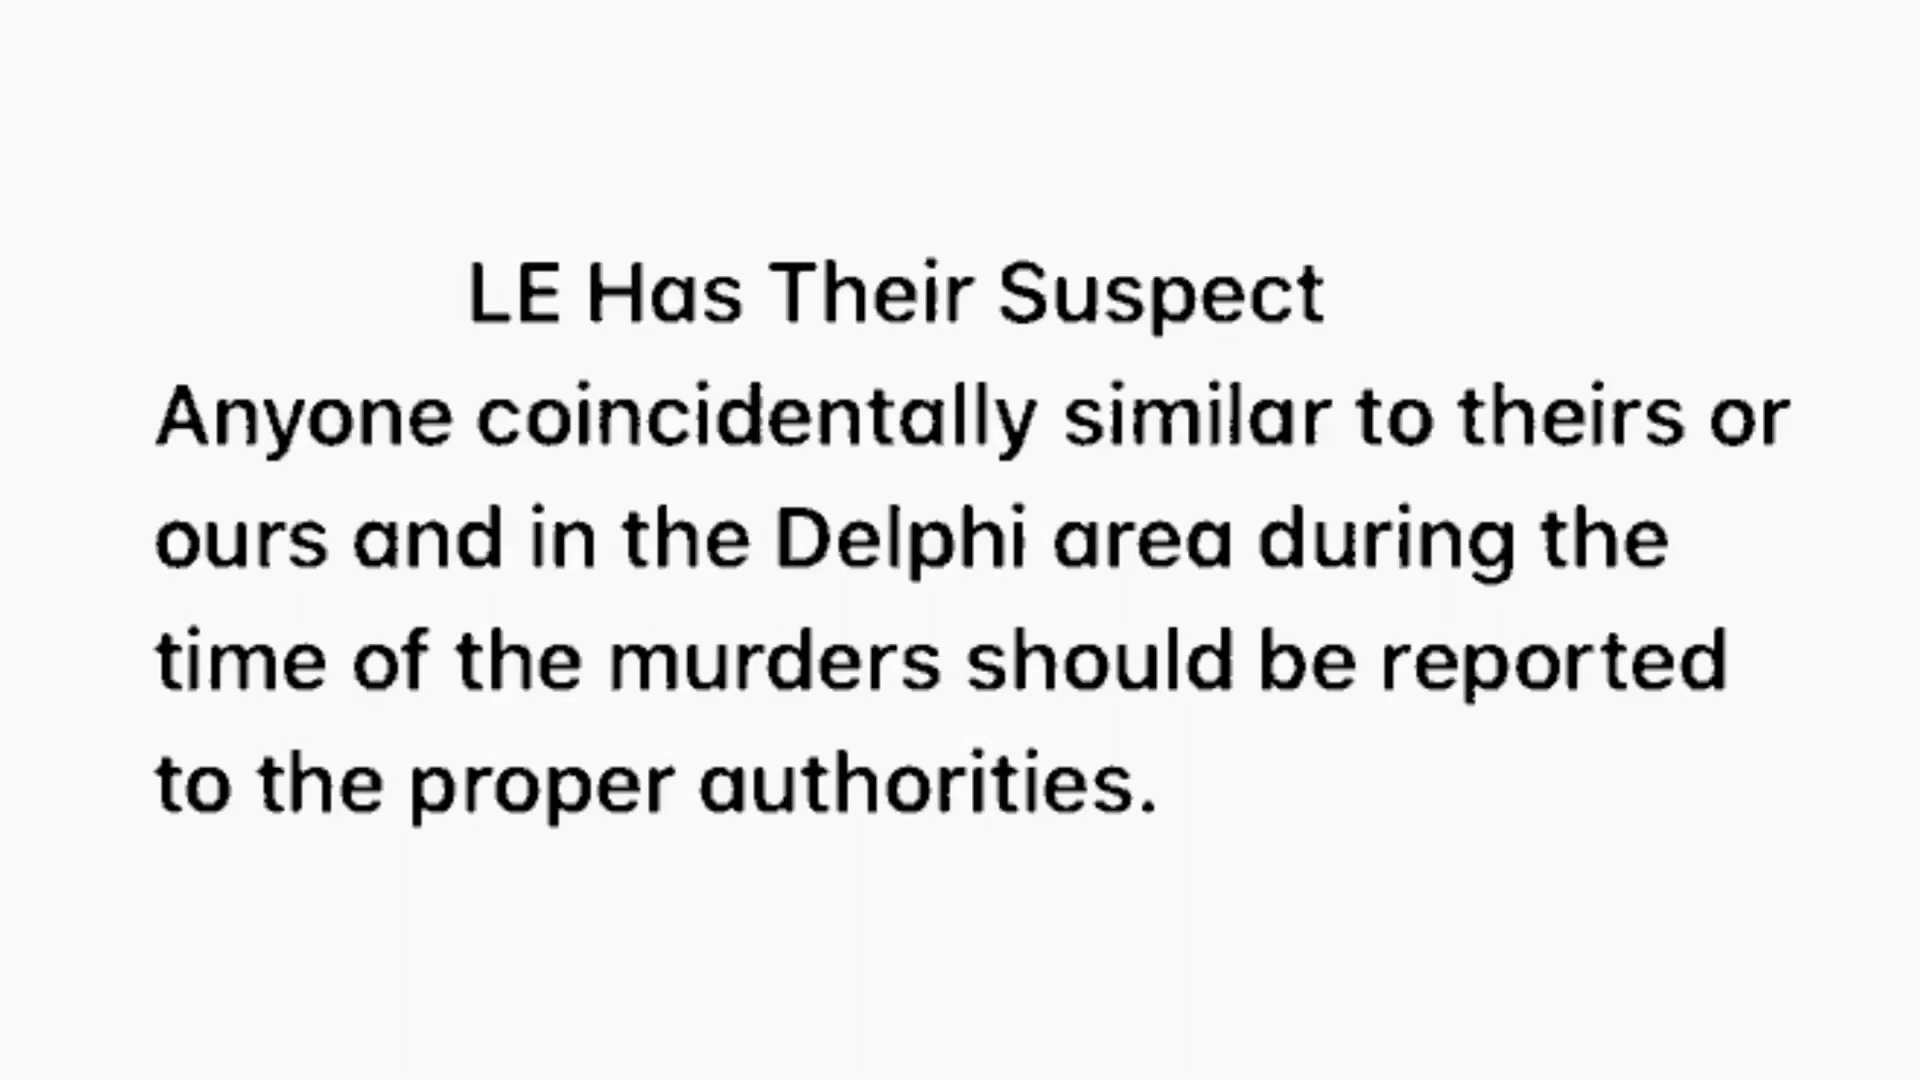 LE Has Their Suspect
Anyone coincidentally similar to theirs or
ours and in the Delphi area during the
time of the murders should be reported
to the proper authorities.